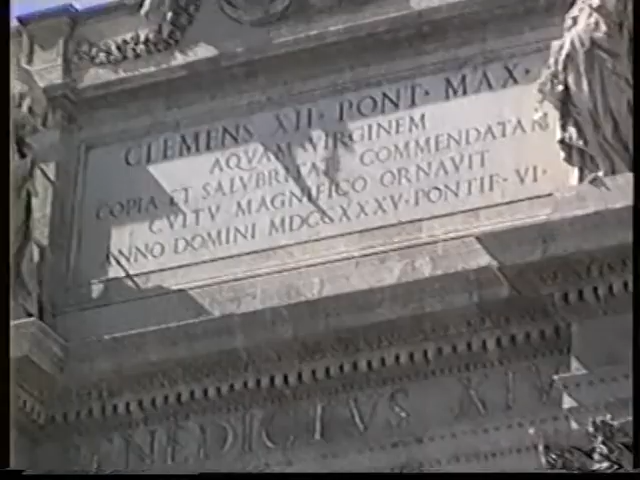 CLEMENS XII · PONT · MAX ·
AQVAM VIRGINEM
COPIA ET SALVBRITATE COMMENDATAM
CVLTV MAGNIFICO ORNAVIT
ANNO DOMINI MDCCXXXV · PONTIF · VI ·
BENEDICTVS XIV